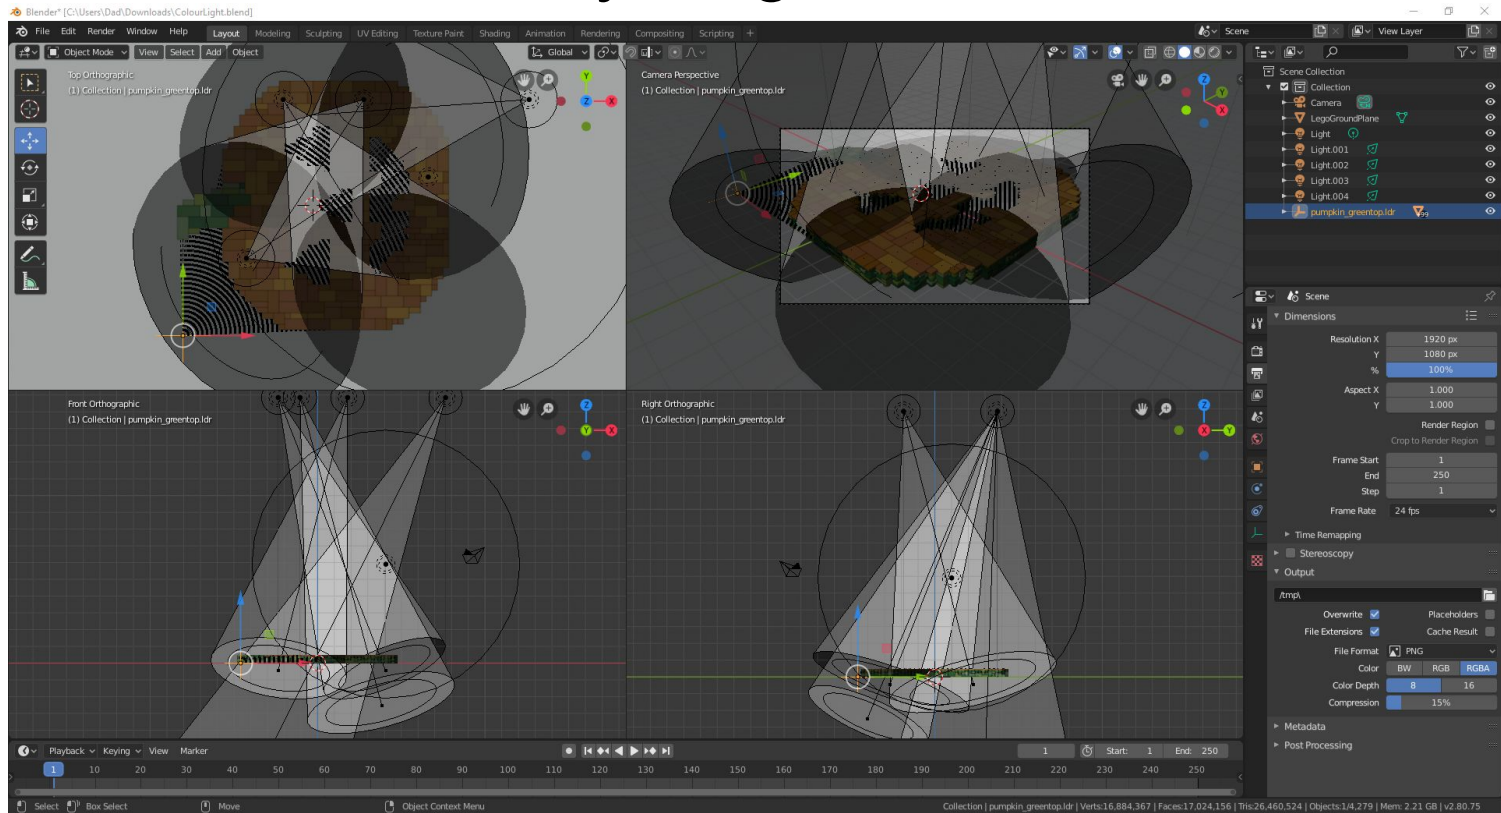 Blender* [C:\Users\Dad\Downloads\ColourLight.blend]
File Edit Render Window Help Layout Modeling Sculpting UV Editing Texture Paint Shading Animation Rendering Compositing Scripting + Scene View Layer
Object Mode View Select Add Object Global
Top Orthographic
(1) Collection | pumpkin_greentop.ldr
Y
Z
X
Camera Perspective
(1) Collection | pumpkin_greentop.ldr
Z
Y
X
Front Orthographic
(1) Collection | pumpkin_greentop.ldr
Z
Y
X
Right Orthographic
(1) Collection | pumpkin_greentop.ldr
Z
X
Y
Scene Collection
Collection
Camera
LegoGroundPlane
Light
Light.001
Light.002
Light.003
Light.004
pumpkin_greentop.ldr 99
Scene
Dimensions
Resolution X 1920 px
Y 1080 px
% 100%
Aspect X 1.000
Y 1.000
Render Region
Crop to Render Region
Frame Start 1
End 250
Step 1
Frame Rate 24 fps
Time Remapping
Stereoscopy
Output
/tmp\
Overwrite Placeholders
File Extensions Cache Result
File Format PNG
Color BW RGB RGBA
Color Depth 8 16
Compression 15%
Metadata
Post Processing
Playback Keying View Marker 1 Start: 1 End: 250
1 10 20 30 40 50 60 70 80 90 100 110 120 130 140 150 160 170 180 190 200 210 220 230 240 250
Select Box Select Move Object Context Menu Collection | pumpkin_greentop.ldr | Verts:16,884,367 | Faces:17,024,156 | Tris:26,460,524 | Objects:1/4,279 | Mem: 2.21 GB | v2.80.75